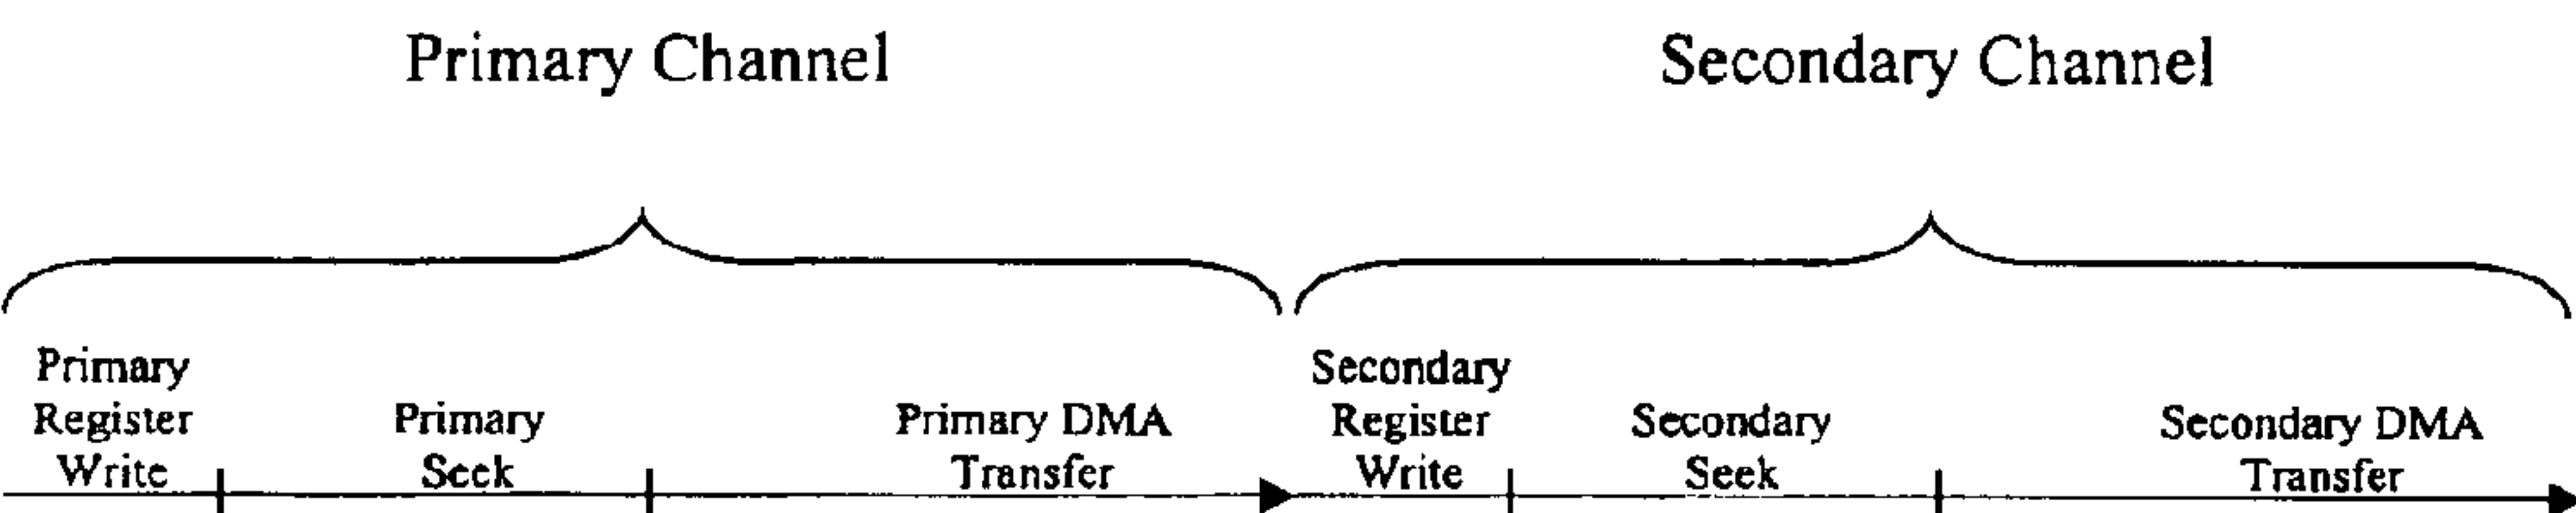 Primary Channel
Secondary Channel
Primary
Register
Write
Primary
Seek
Primary DMA
Transfer
Secondary
Register
Write
Secondary
Seek
Secondary DMA
Transfer